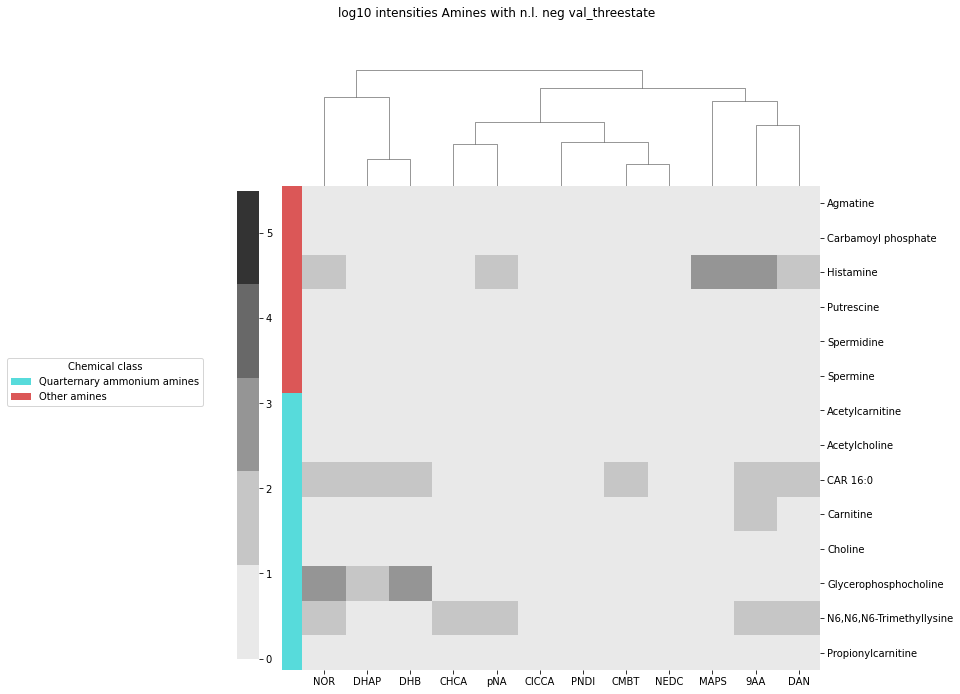 log10 intensities Amines with n.l. neg val_threestate
Chemical class
Quarternary ammonium amines
Other amines
5
4
3
2
1
0
Agmatine
Carbamoyl phosphate
Histamine
Putrescine
Spermidine
Spermine
Acetylcarnitine
Acetylcholine
CAR 16:0
Carnitine
Choline
Glycerophosphocholine
N6,N6,N6-Trimethyllysine
Propionylcarnitine
NOR DHAP DHB CHCA pNA ClCCA PNDI CMBT NEDC MAPS 9AA DAN